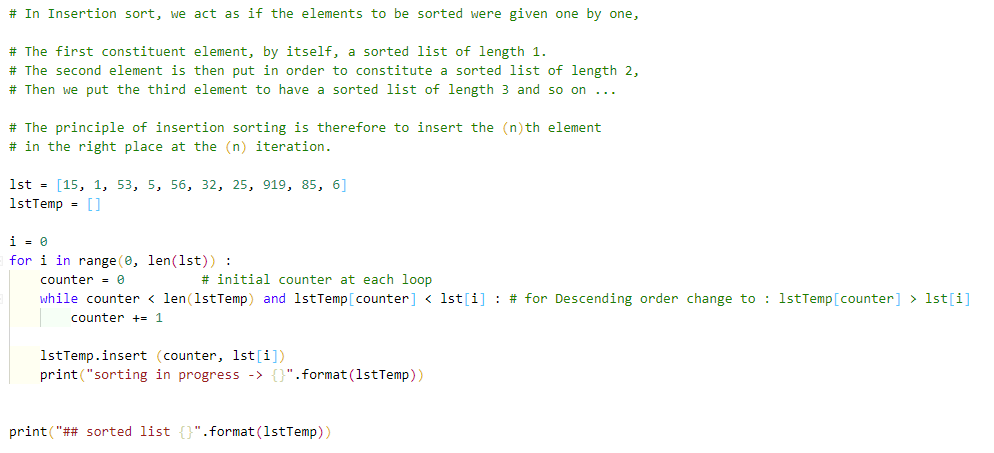 # In Insertion sort, we act as if the elements to be sorted were given one by one,
# The first constituent element, by itself, a sorted list of length 1.
# The second element is then put in order to constitute a sorted list of length 2,
# Then we put the third element to have a sorted list of length 3 and so on ...
# The principle of insertion sorting is therefore to insert the (n)th element
# in the right place at the (n) iteration.
lst = [15, 1, 53, 5, 56, 32, 25, 919, 85, 6]
lstTemp = []
i = 0
for i in range(0, len(lst)) :
    counter = 0          # initial counter at each loop
    while counter < len(lstTemp) and lstTemp[counter] < lst[i] : # for Descending order change to : lstTemp[counter] > lst[i]
        counter += 1
    lstTemp.insert (counter, lst[i])
    print("sorting in progress -> {}".format(lstTemp))
print("## sorted list {}".format(lstTemp))